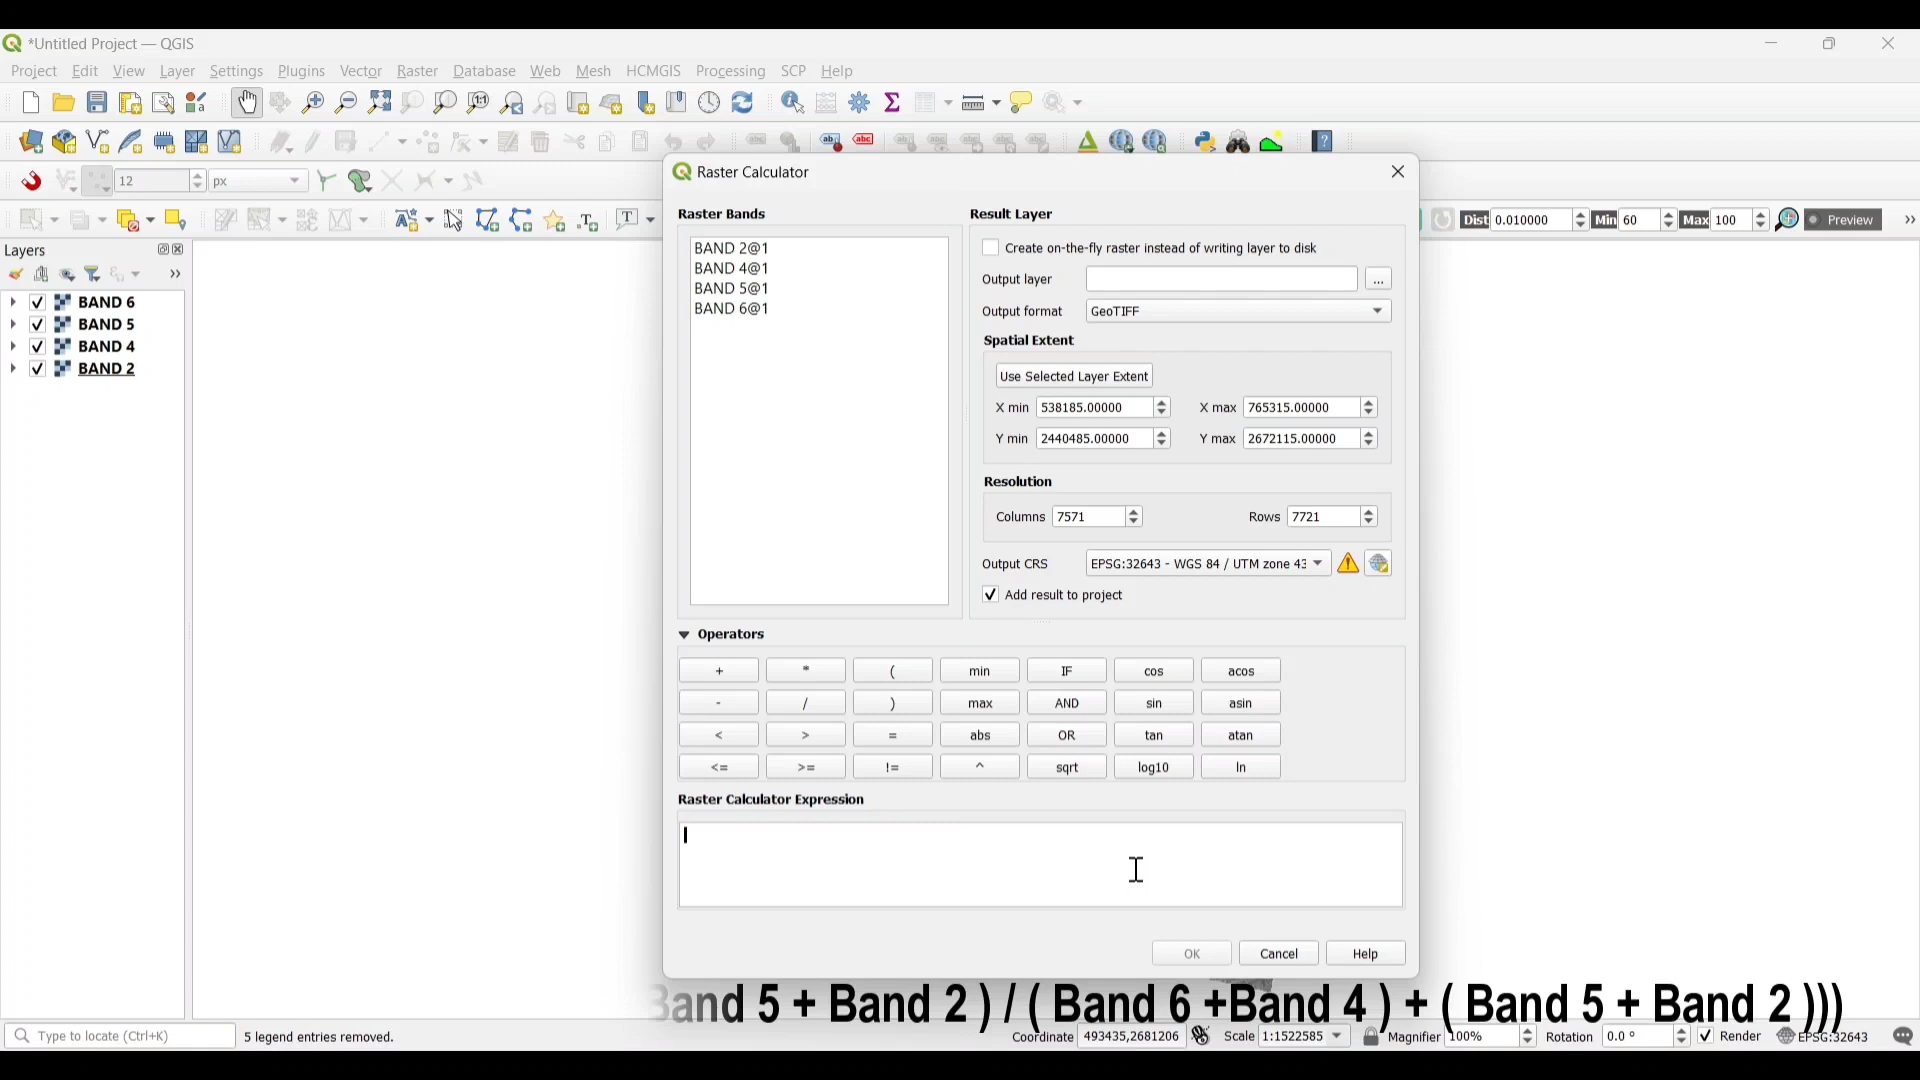 *Untitled Project — QGIS
Project Edit View Layer Settings Plugins Vector Raster Database Web Mesh HCMGIS Processing SCP Help
12 px
Dist 0.010000 Min 60 Max 100 Preview
Layers
BAND 6
BAND 5
BAND 4
BAND 2
Raster Calculator
Raster Bands
BAND 2@1
BAND 4@1
BAND 5@1
BAND 6@1
Result Layer
Create on-the-fly raster instead of writing layer to disk
Output layer ...
Output format GeoTIFF
Spatial Extent
Use Selected Layer Extent
X min 538185.00000 X max 765315.00000
Y min 2440485.00000 Y max 2672115.00000
Resolution
Columns 7571 Rows 7721
Output CRS EPSG:32643 - WGS 84 / UTM zone 43
Add result to project
Operators
+ * ( min IF cos acos
- / ) max AND sin asin
< > = abs OR tan atan
<= >= != ^ sqrt log10 ln
Raster Calculator Expression
OK Cancel Help
Band 5 + Band 2 ) / ( Band 6 +Band 4 ) + ( Band 5 + Band 2 )))
Type to locate (Ctrl+K) 5 legend entries removed. Coordinate 493435,2681206 Scale 1:1522585 Magnifier 100% Rotation 0.0 ° Render EPSG:32643